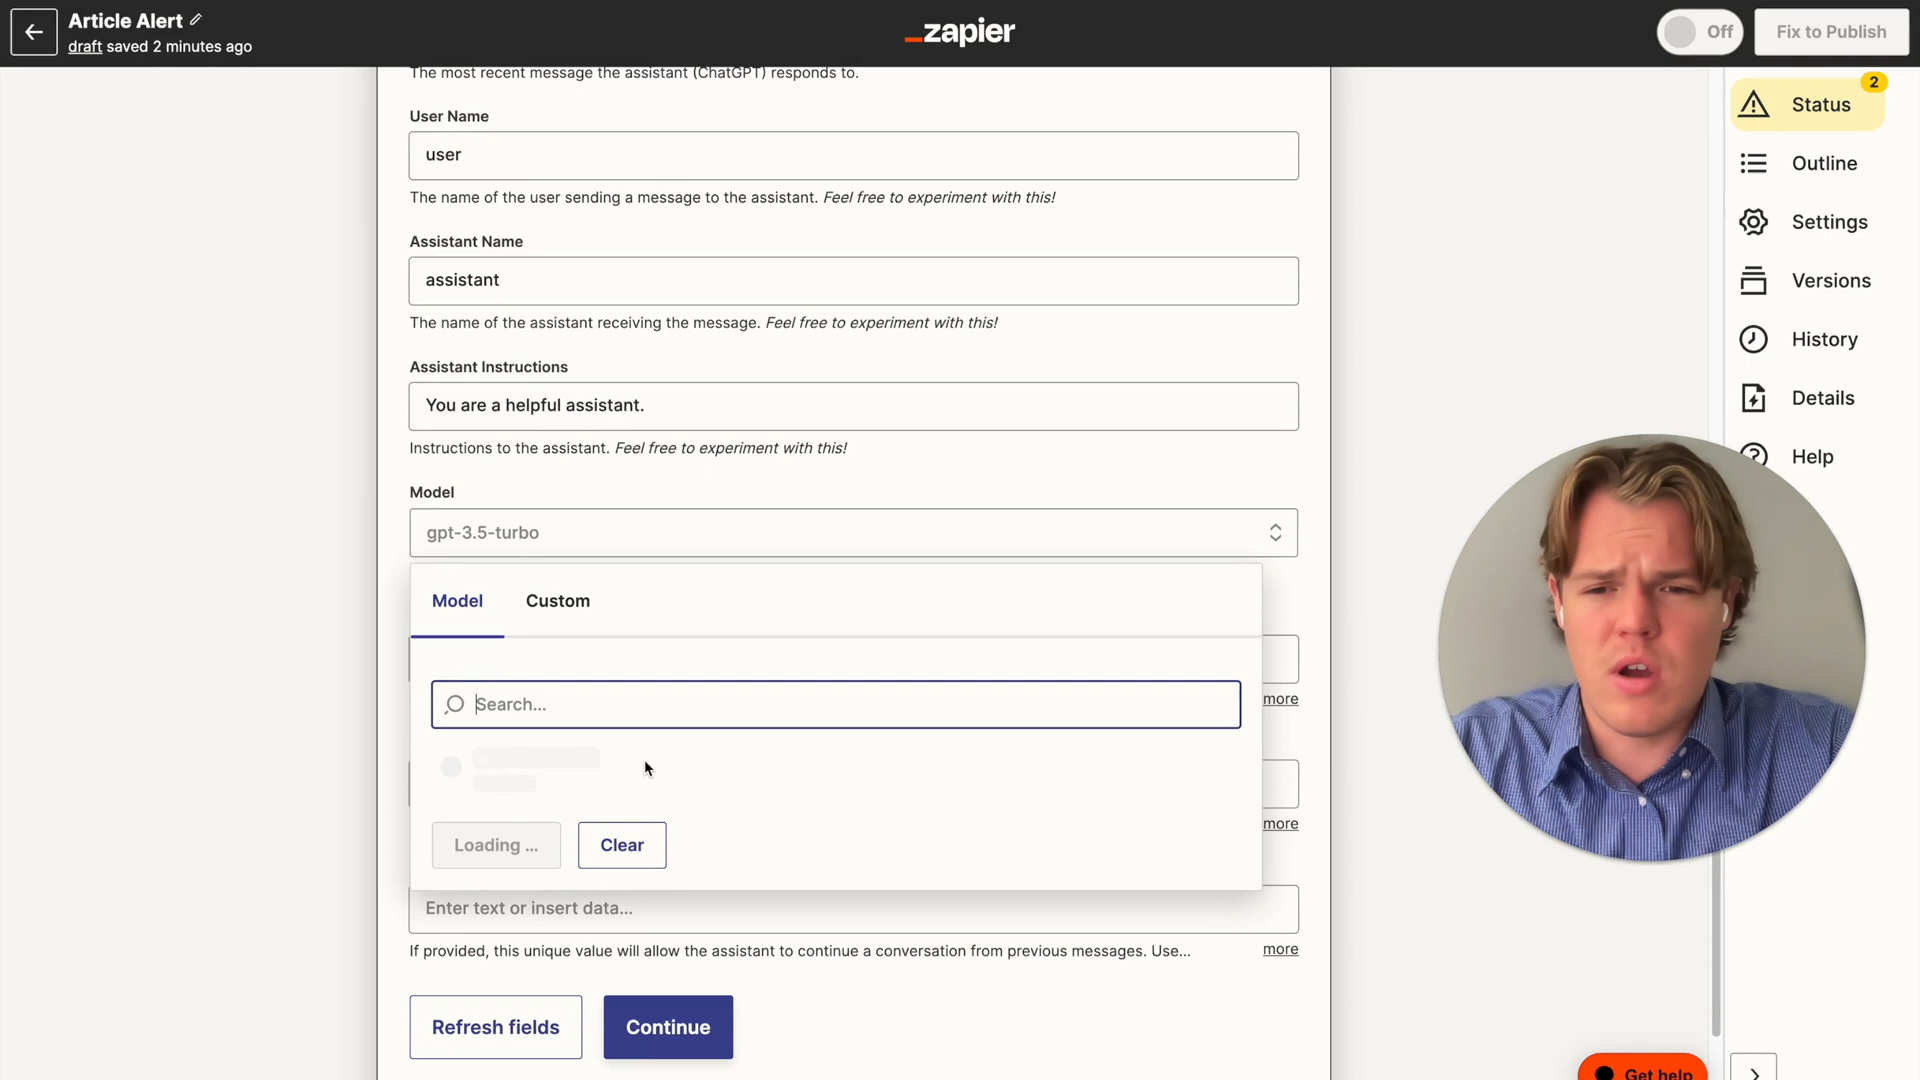 Article Alert
draft saved 2 minutes ago
zapier
Off
Fix to Publish
The most recent message the assistant (ChatGPT) responds to.
User Name
user
The name of the user sending a message to the assistant. Feel free to experiment with this!
Assistant Name
assistant
The name of the assistant receiving the message. Feel free to experiment with this!
Assistant Instructions
You are a helpful assistant.
Instructions to the assistant. Feel free to experiment with this!
Model
gpt-3.5-turbo
Model
Custom
Search...
more
more
Loading ...
Clear
Enter text or insert data...
If provided, this unique value will allow the assistant to continue a conversation from previous messages. Use...
more
Refresh fields
Continue
2
Status
Outline
Settings
Versions
History
Details
Help
Get help